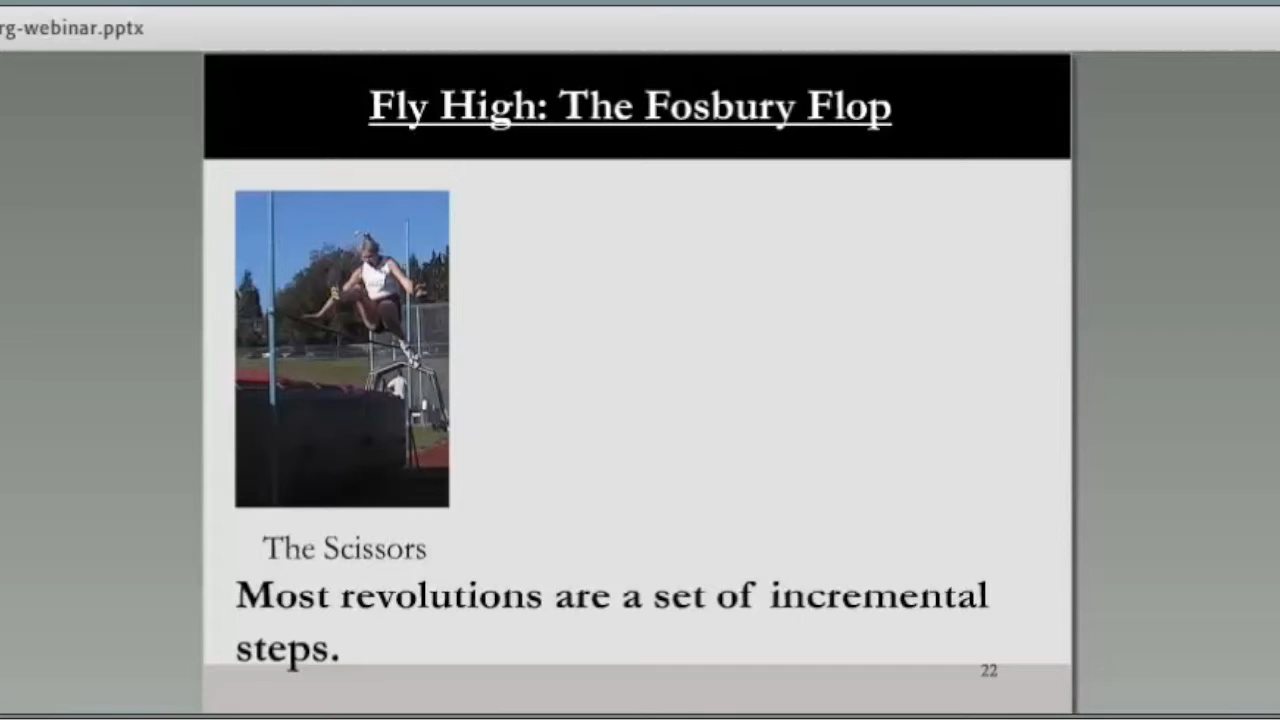 rg-webinar.pptx
Fly High: The Fosbury Flop
The Scissors
Most revolutions are a set of incremental
steps.
22